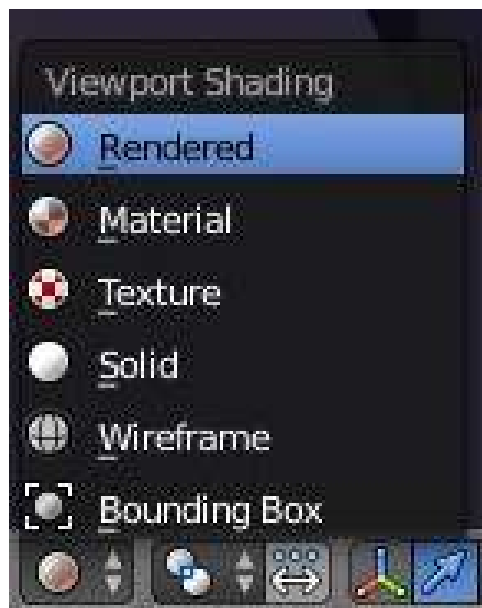 Viewport Shading
Rendered
Material
Texture
Solid
Wireframe
Bounding Box